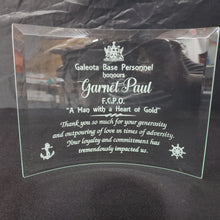 Galeota Base Personnel
honours
Garnet Paul
F.C.P.O.
"A Man with a Heart of Gold"
Thank you so much for your generosity
and outpouring of love in times of adversity.
Your loyalty and commitment has
tremendously impacted us.